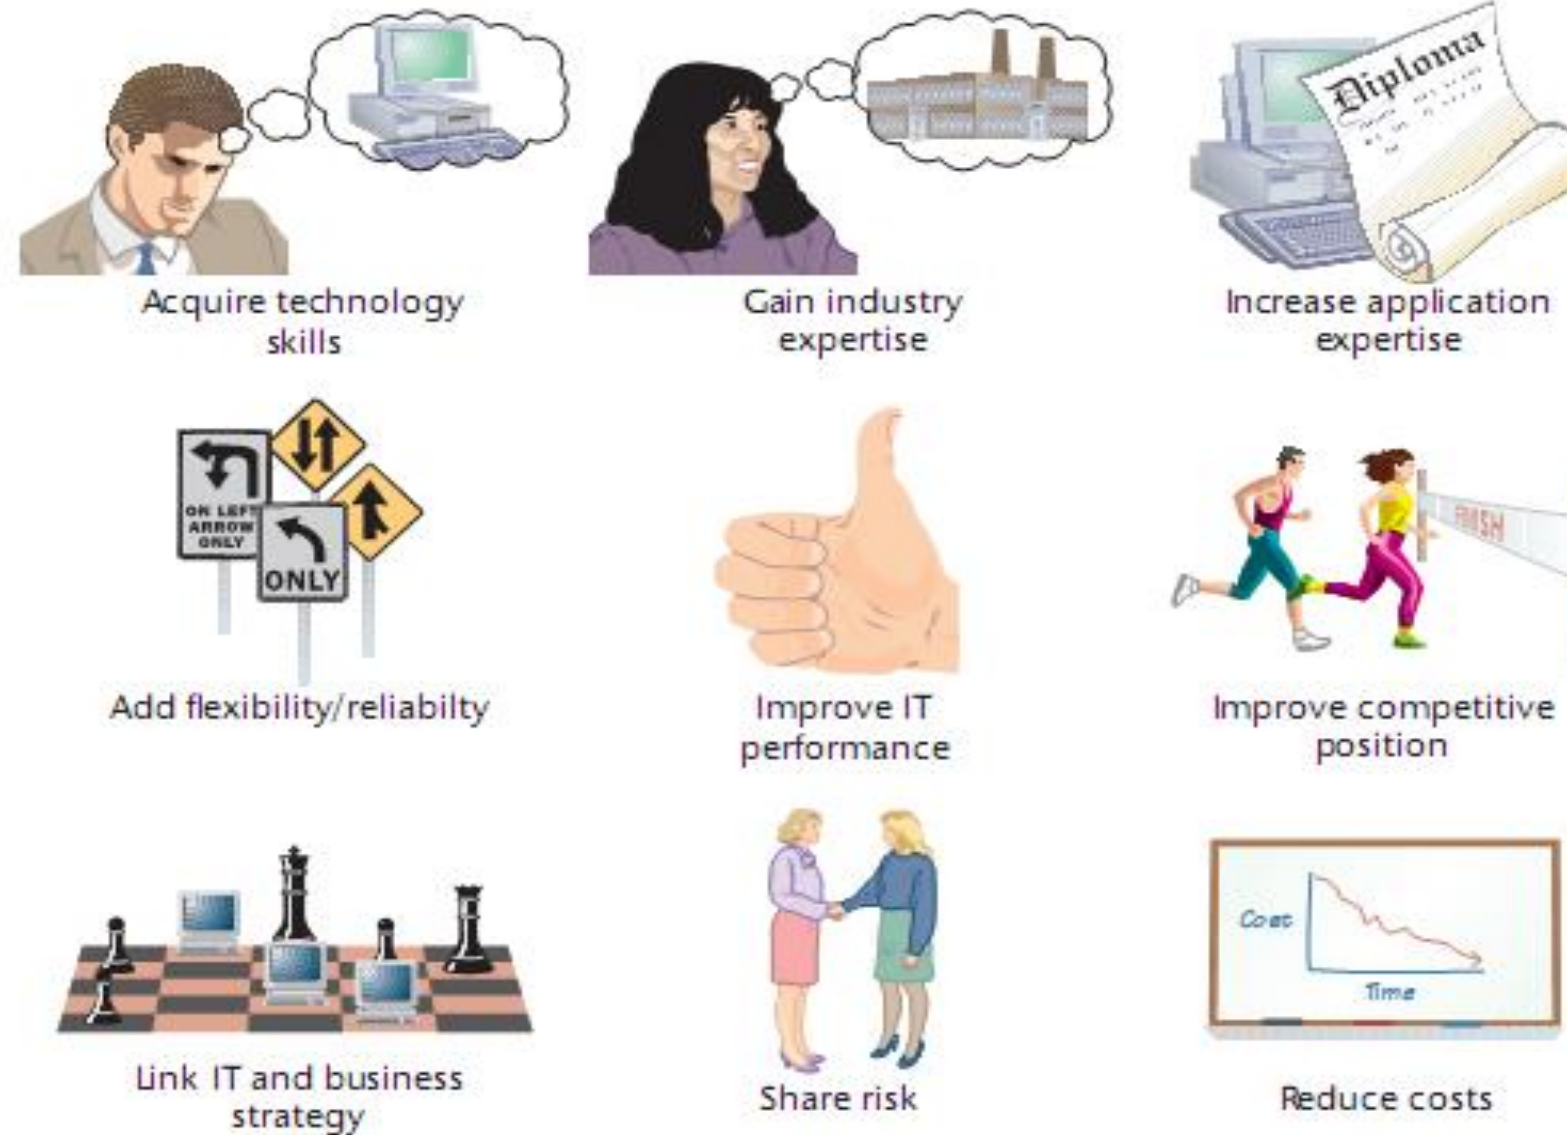 Diploma
Acquire technology
skills
Gain industry
expertise
Increase application
expertise
ON LEFT
ARROW
ONLY
ONLY
FINISH
Add flexibility/reliabilty
Improve IT
performance
Improve competitive
position
Cost
Time
Link IT and business
strategy
Share risk
Reduce costs